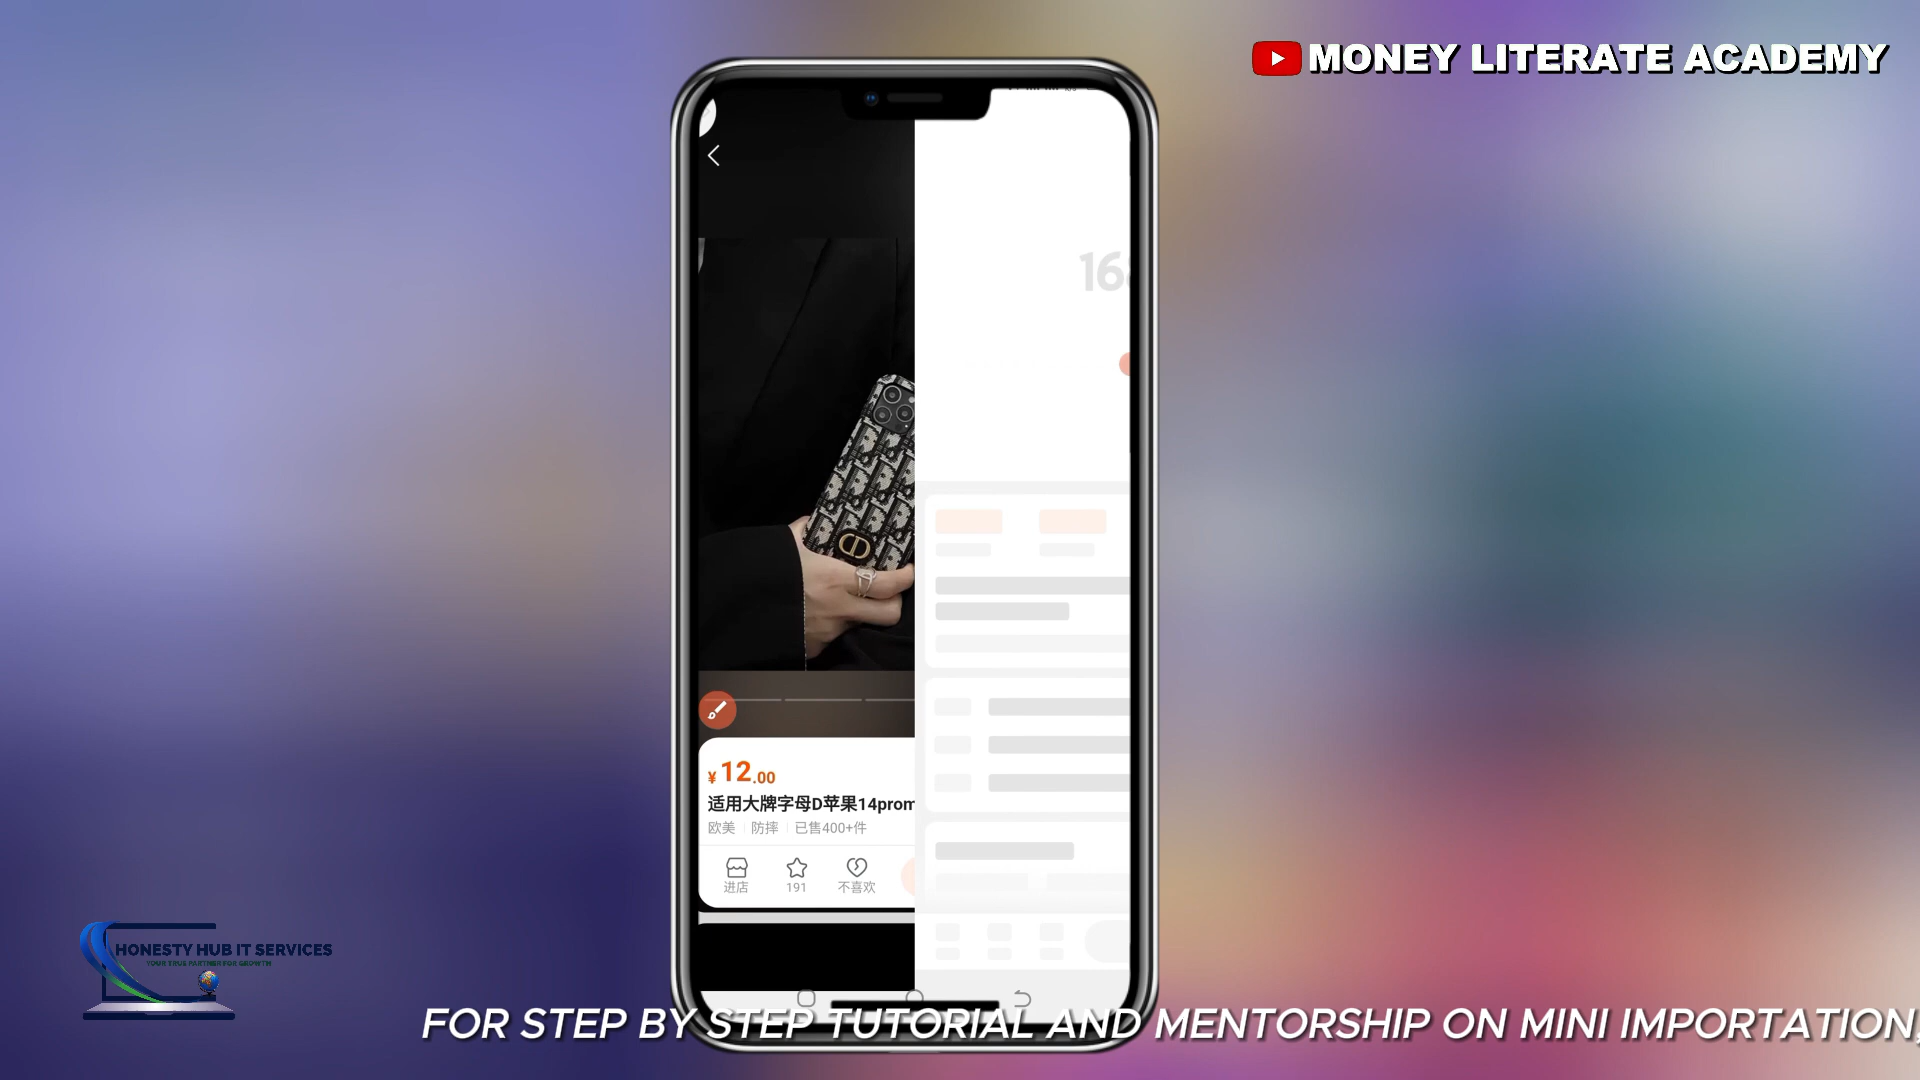 MONEY LITERATE ACADEMY
168
¥12.00
适用大牌字母D苹果14prom
欧美 防摔 已售400+件
进店 191 不喜欢
HONESTY HUB IT SERVICES
YOUR TRUE PARTNER FOR GROWTH
FOR STEP BY STEP TUTORIAL AND MENTORSHIP ON MINI IMPORTATION,